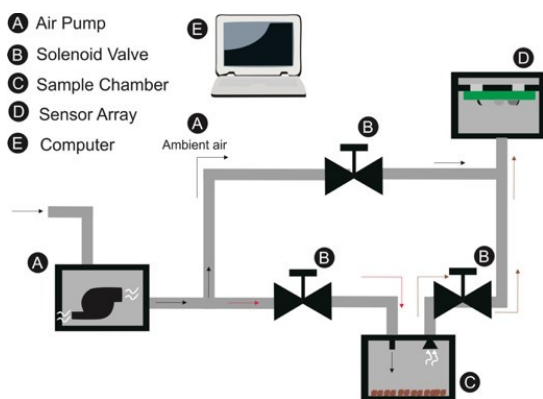 A Air Pump
B Solenoid Valve
C Sample Chamber
D Sensor Array
E Computer
E
D
A
Ambient air
B
A
B
B
C